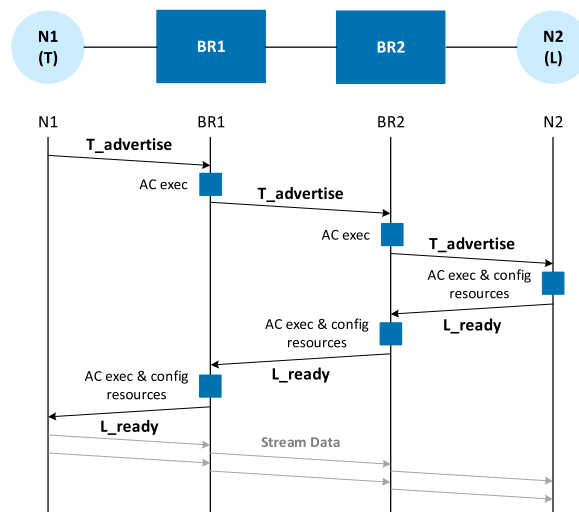 N1
(T)
BR1
BR2
N2
(L)
N1
BR1
BR2
N2
T_advertise
AC exec
T_advertise
AC exec
T_advertise
AC exec & config
resources
L_ready
AC exec & config
resources
L_ready
AC exec & config
resources
L_ready
Stream Data